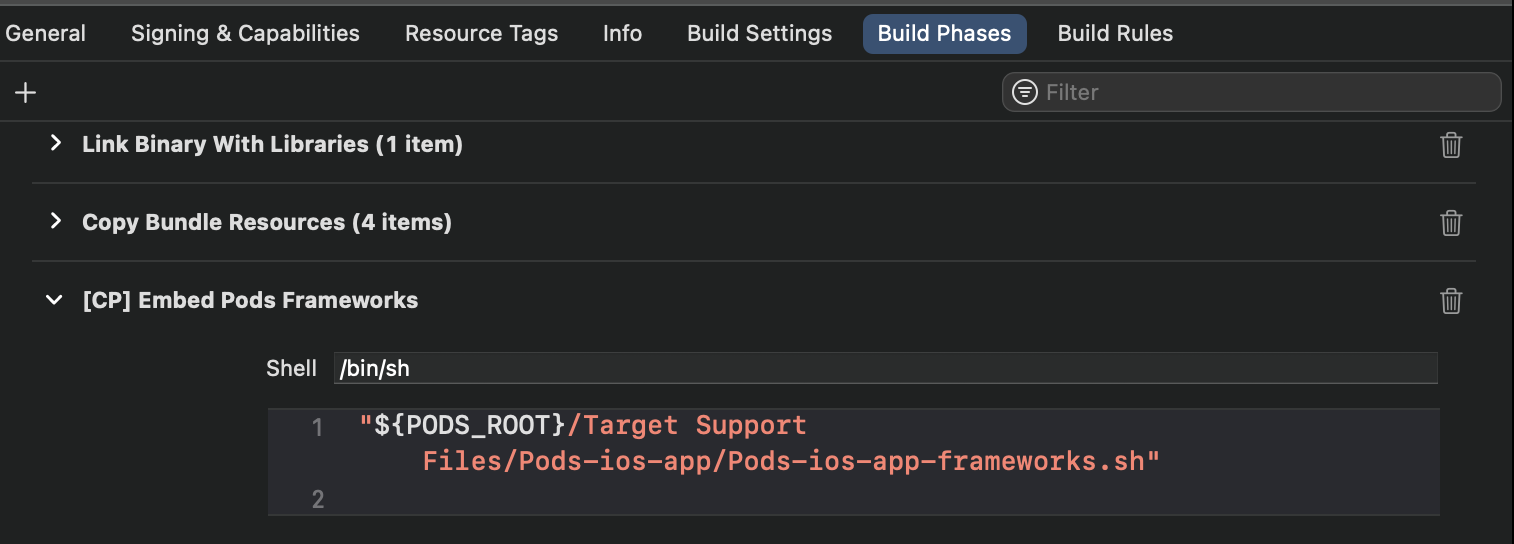 General Signing & Capabilities Resource Tags Info Build Settings Build Phases Build Rules
Filter
Link Binary With Libraries (1 item)
Copy Bundle Resources (4 items)
[CP] Embed Pods Frameworks
Shell /bin/sh
1 "${PODS_ROOT}/Target Support
Files/Pods-ios-app/Pods-ios-app-frameworks.sh"
2